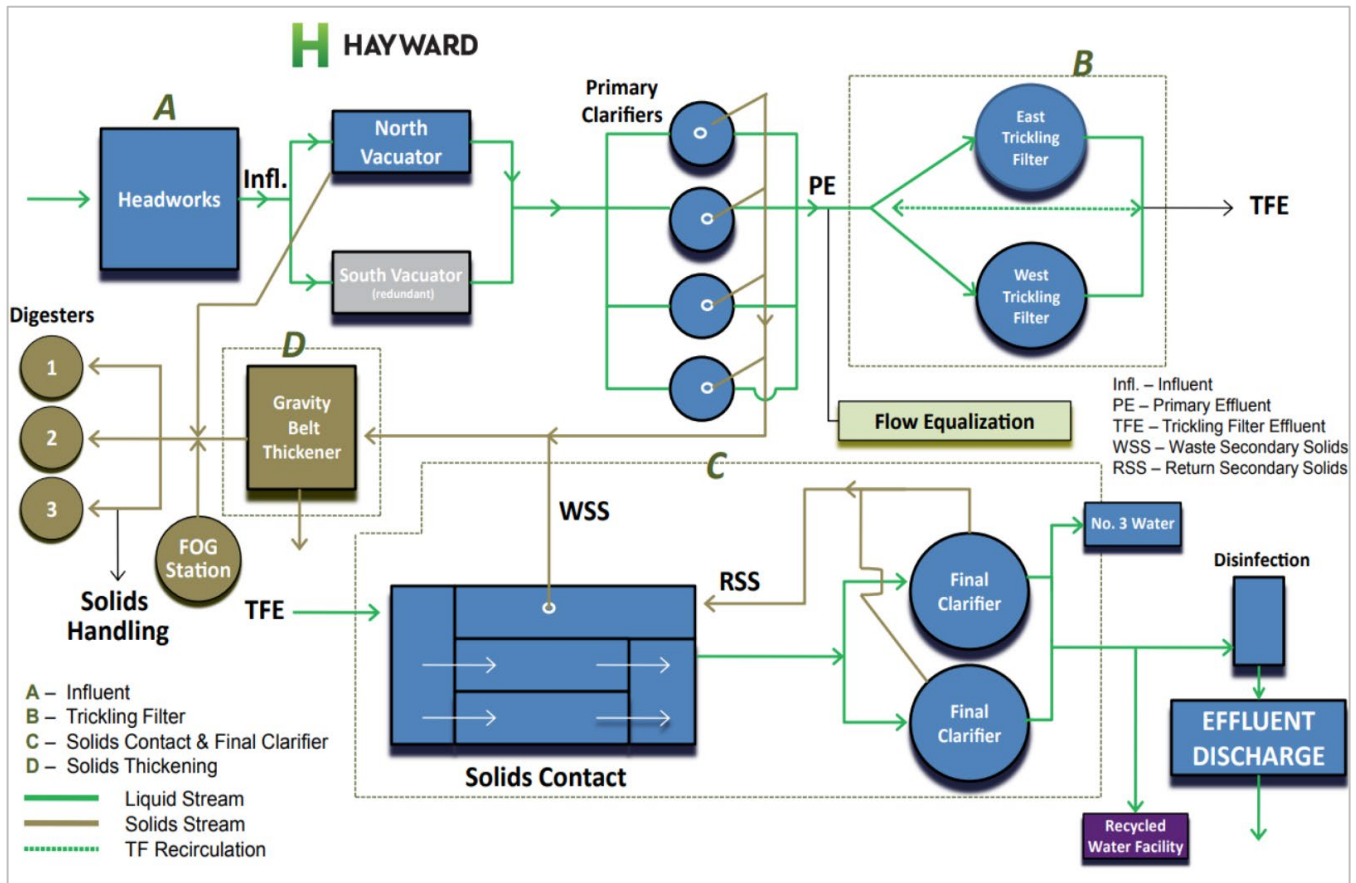 H HAYWARD
A
Headworks
Infl.
North
Vacuator
South Vacuator
(redundant)
Primary
Clarifiers
PE
B
East
Trickling
Filter
West
Trickling
Filter
TFE
Digesters
1
2
3
D
Gravity
Belt
Thickener
FOG
Station
Solids
Handling
Flow Equalization
Infl. – Influent
PE – Primary Effluent
TFE – Trickling Filter Effluent
WSS – Waste Secondary Solids
RSS – Return Secondary Solids
C
WSS
RSS
TFE
Solids Contact
Final
Clarifier
Final
Clarifier
No. 3 Water
Disinfection
EFFLUENT
DISCHARGE
Recycled
Water Facility
A – Influent
B – Trickling Filter
C – Solids Contact & Final Clarifier
D – Solids Thickening
Liquid Stream
Solids Stream
TF Recirculation